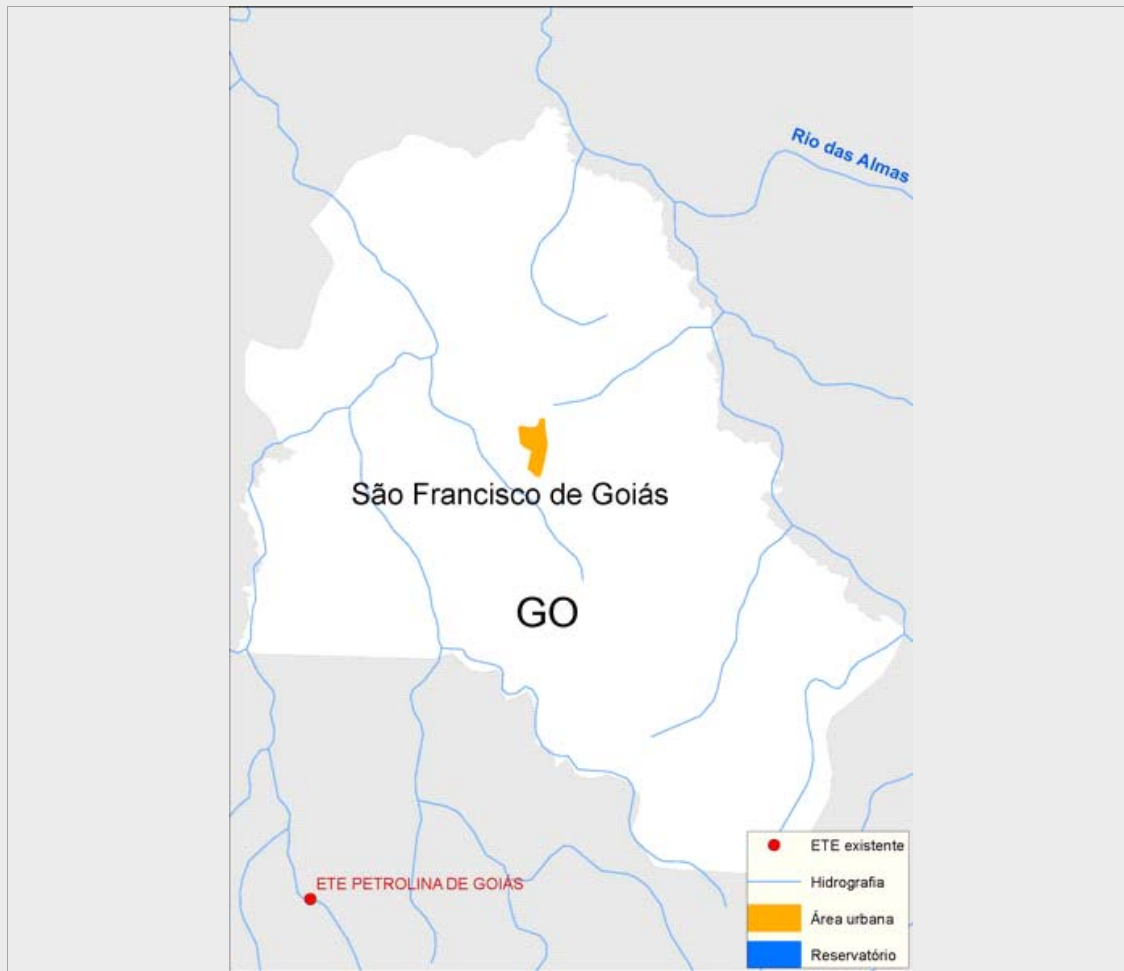 Rio das Almas
São Francisco de Goiás
GO
ETE PETROLINA DE GOIÁS
ETE existente
Hidrografia
Área urbana
Reservatório